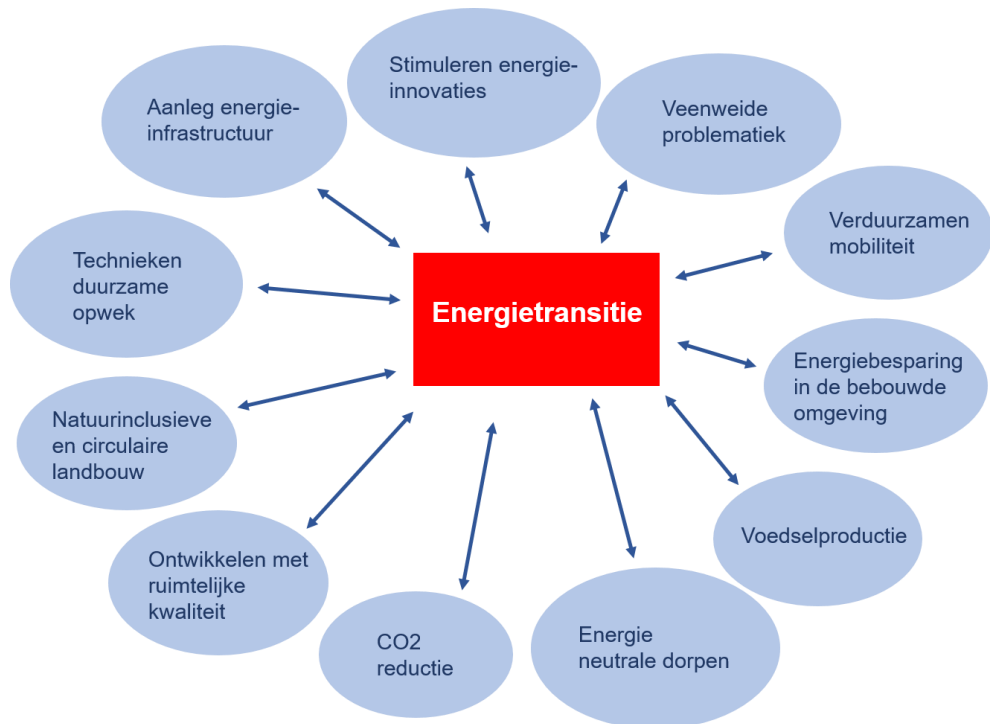 Stimuleren energie-
innovaties
Aanleg energie-
infrastructuur
Veenweide
problematiek
Verduurzamen
mobiliteit
Technieken
duurzame
opwek
Energietransitie
Energiebesparing
in de bebouwde
omgeving
Natuurinclusieve
en circulaire
landbouw
Voedselproductie
Ontwikkelen met
ruimtelijke
kwaliteit
CO2
reductie
Energie
neutrale dorpen